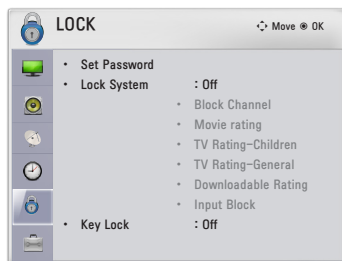 LOCK
Move ⦿ OK
• Set Password
• Lock System : Off
• Block Channel
• Movie rating
• TV Rating-Children
• TV Rating-General
• Downloadable Rating
• Input Block
• Key Lock : Off